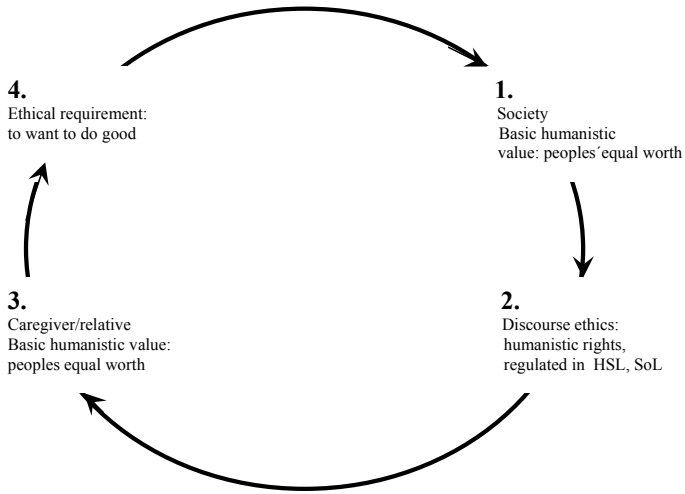 4.
Ethical requirement:
to want to do good
1.
Society
Basic humanistic
value: peoples´equal worth
3.
Caregiver/relative
Basic humanistic value:
peoples equal worth
2.
Discourse ethics:
humanistic rights,
regulated in HSL, SoL